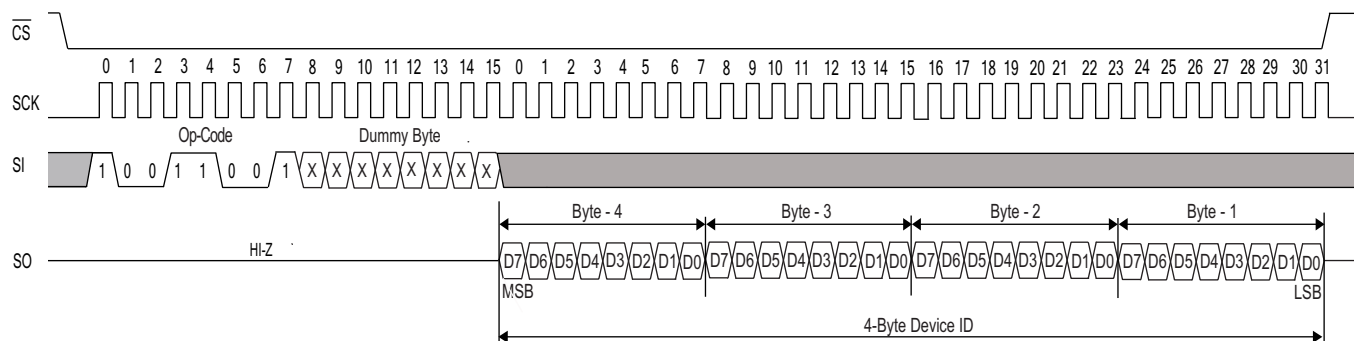 CS
0 1 2 3 4 5 6 7 8 9 10 11 12 13 14 15 0 1 2 3 4 5 6 7 8 9 10 11 12 13 14 15 16 17 18 19 20 21 22 23 24 25 26 27 28 29 30 31
SCK
Op-Code Dummy Byte
SI 1 0 0 1 1 0 0 1 X X X X X X X X
Byte - 4 Byte - 3 Byte - 2 Byte - 1
HI-Z
SO D7 D6 D5 D4 D3 D2 D1 D0 D7 D6 D5 D4 D3 D2 D1 D0 D7 D6 D5 D4 D3 D2 D1 D0 D7 D6 D5 D4 D3 D2 D1 D0
MSB LSB
4-Byte Device ID